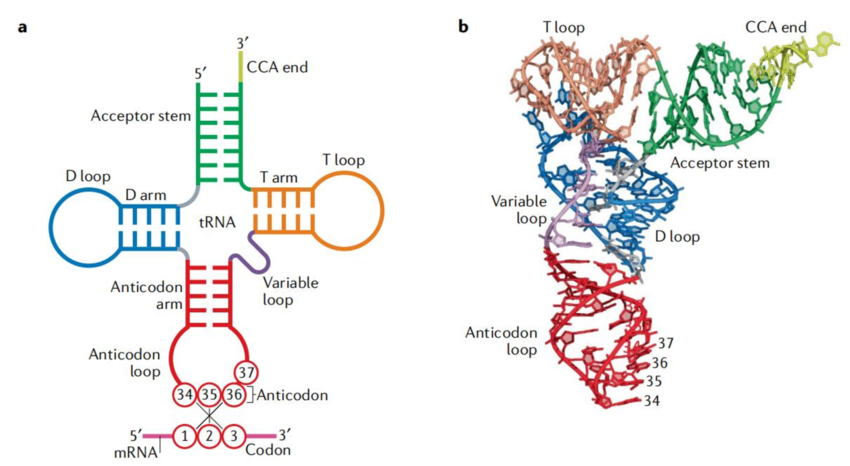 a
3′
5′
CCA end
Acceptor stem
D loop
D arm
T arm
T loop
tRNA
Anticodon
arm
Variable
loop
Anticodon
loop
37
34 35 36
Anticodon
5′
1 2 3
3′
mRNA
Codon
b
T loop
CCA end
Acceptor stem
Variable
loop
D loop
Anticodon
loop
37
36
35
34